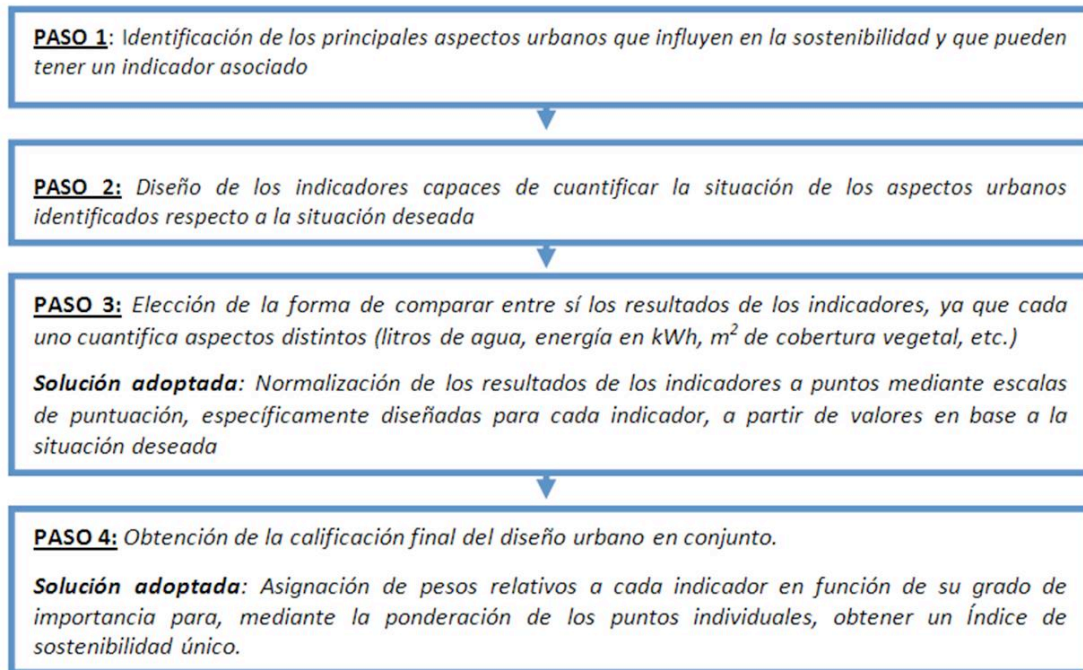 PASO 1: Identificación de los principales aspectos urbanos que influyen en la sostenibilidad y que pueden
tener un indicador asociado
PASO 2: Diseño de los indicadores capaces de cuantificar la situación de los aspectos urbanos
identificados respecto a la situación deseada
PASO 3: Elección de la forma de comparar entre sí los resultados de los indicadores, ya que cada
uno cuantifica aspectos distintos (litros de agua, energía en kWh, m² de cobertura vegetal, etc.)
Solución adoptada: Normalización de los resultados de los indicadores a puntos mediante escalas
de puntuación, específicamente diseñadas para cada indicador, a partir de valores en base a la
situación deseada
PASO 4: Obtención de la calificación final del diseño urbano en conjunto.
Solución adoptada: Asignación de pesos relativos a cada indicador en función de su grado de
importancia para, mediante la ponderación de los puntos individuales, obtener un Índice de
sostenibilidad único.